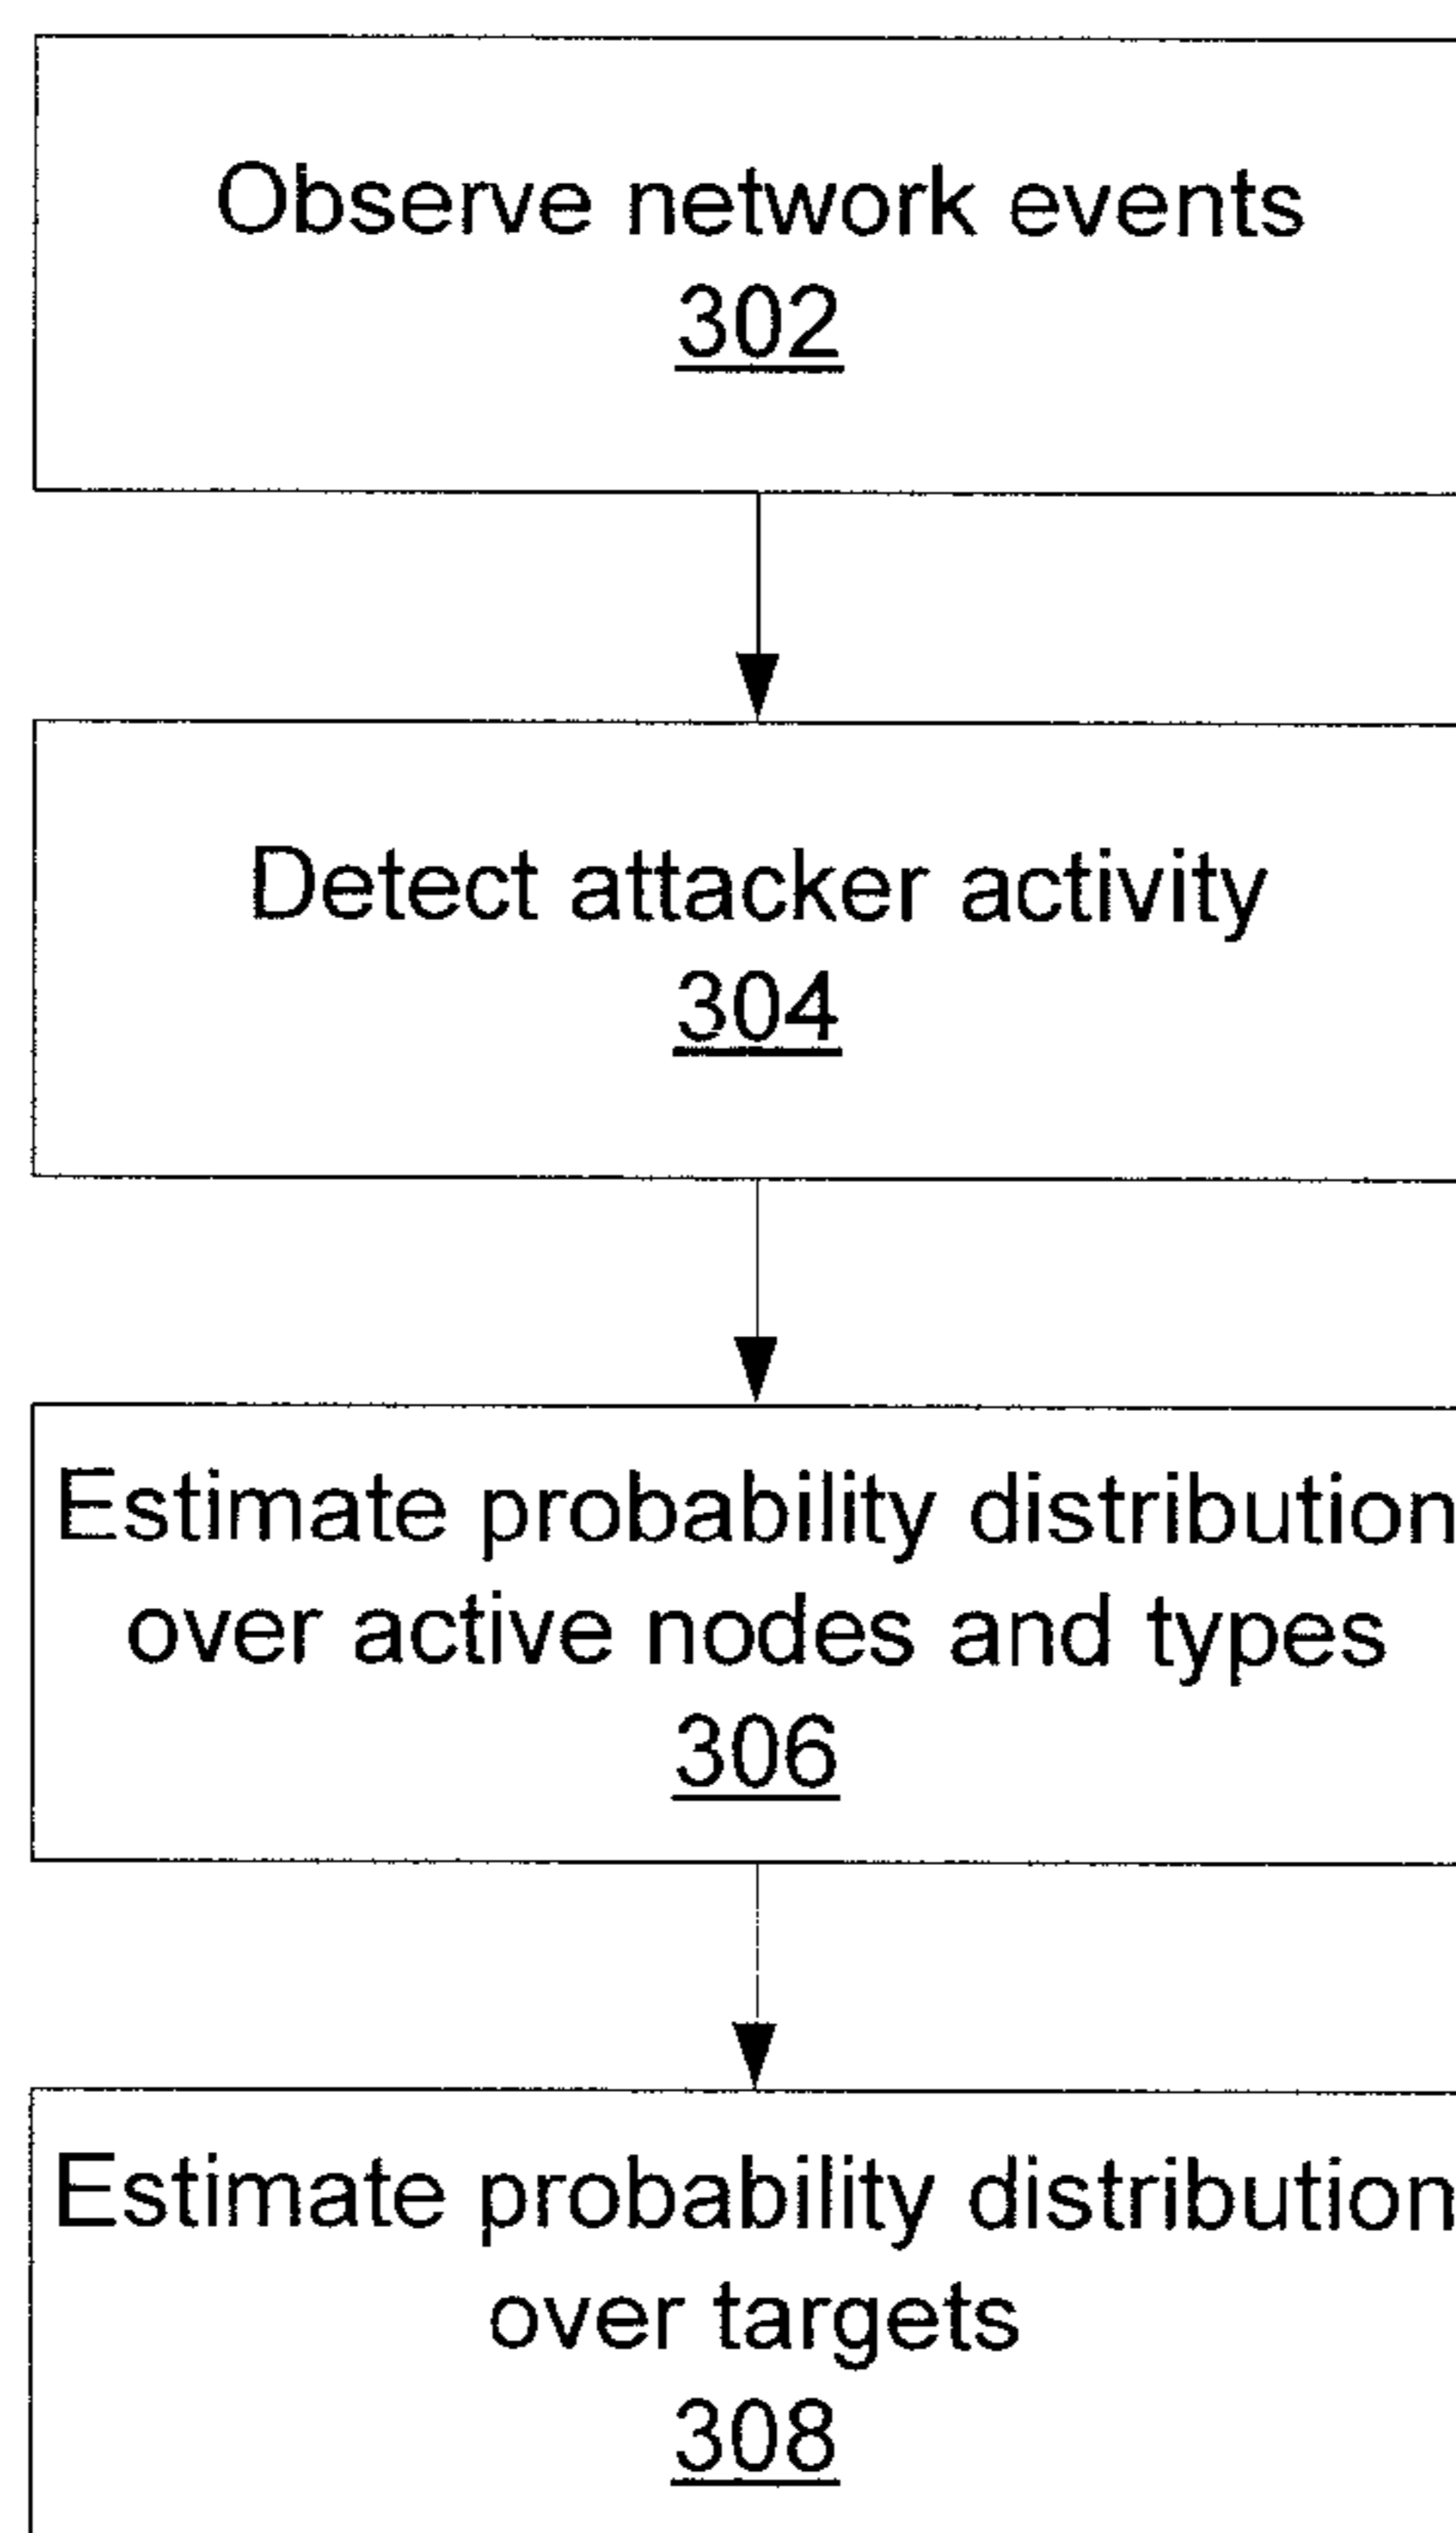 Observe network events
302
Detect attacker activity
304
Estimate probability distribution
over active nodes and types
306
Estimate probability distribution
over targets
308